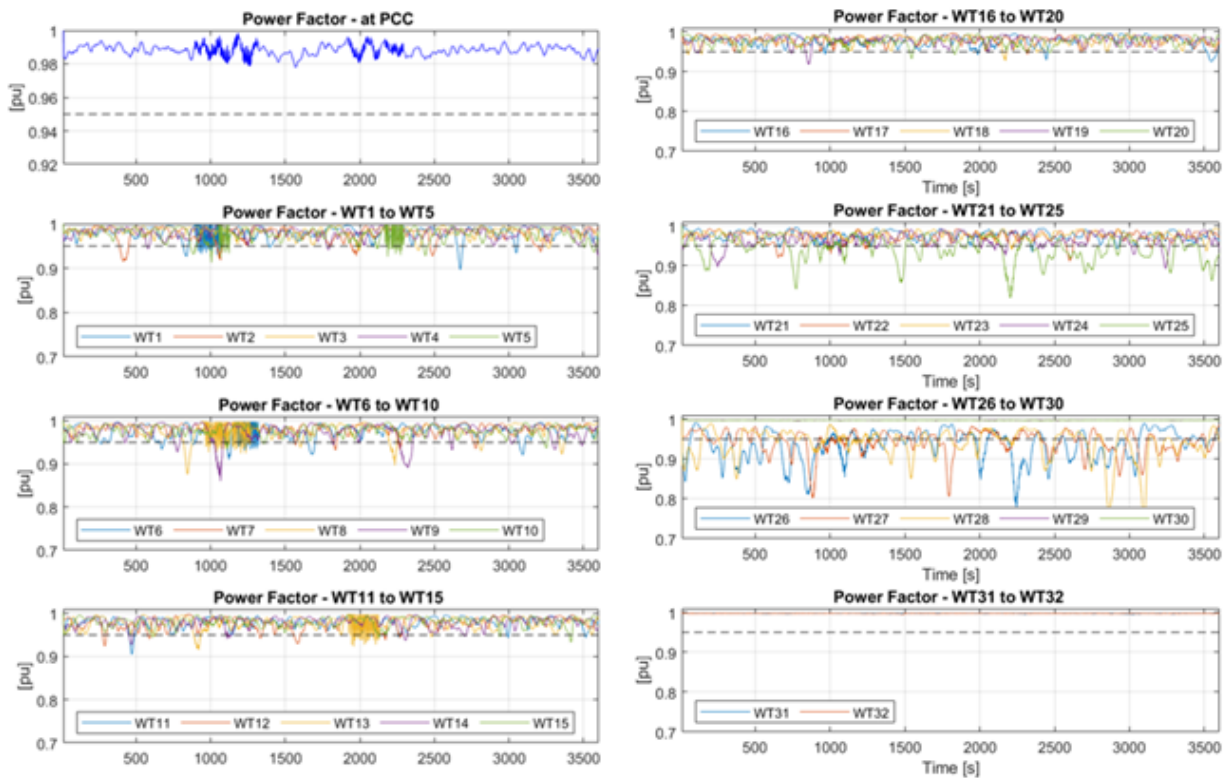 Power Factor - at PCC
1
0.98
0.96
0.94
0.92
[pu]
500 1000 1500 2000 2500 3000 3500
Power Factor - WT1 to WT5
1
0.9
0.8
0.7
[pu]
WT1 WT2 WT3 WT4 WT5
500 1000 1500 2000 2500 3000 3500
Power Factor - WT6 to WT10
1
0.9
0.8
0.7
[pu]
WT6 WT7 WT8 WT9 WT10
500 1000 1500 2000 2500 3000 3500
Power Factor - WT11 to WT15
1
0.9
0.8
0.7
[pu]
WT11 WT12 WT13 WT14 WT15
500 1000 1500 2000 2500 3000 3500
Power Factor - WT16 to WT20
1
0.9
0.8
0.7
[pu]
WT16 WT17 WT18 WT19 WT20
500 1000 1500 2000 2500 3000 3500
Time [s]
Power Factor - WT21 to WT25
1
0.9
0.8
0.7
[pu]
WT21 WT22 WT23 WT24 WT25
500 1000 1500 2000 2500 3000 3500
Time [s]
Power Factor - WT26 to WT30
1
0.9
0.8
0.7
[pu]
WT26 WT27 WT28 WT29 WT30
500 1000 1500 2000 2500 3000 3500
Time [s]
Power Factor - WT31 to WT32
1
0.9
0.8
0.7
[pu]
WT31 WT32
500 1000 1500 2000 2500 3000 3500
Time [s]